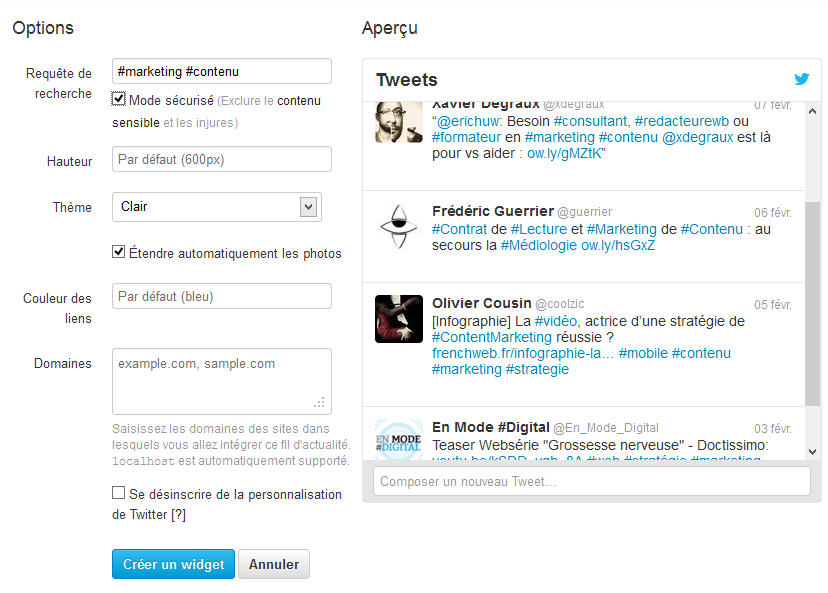 Options
Requête de recherche
#marketing #contenu
Mode sécurisé (Exclure le contenu
sensible et les injures)
Hauteur
Par défaut (600px)
Thème
Clair
Étendre automatiquement les photos
Couleur des liens
Par défaut (bleu)
Domaines
example.com, sample.com
Saisissez les domaines des sites dans
lesquels vous allez intégrer ce fil d'actualité.
localhost est automatiquement supporté.
Se désinscrire de la personnalisation
de Twitter [?]
Créer un widget
Annuler
Aperçu
Tweets
Xavier Degraux @xdegraux 07 févr.
“@erichuw: Besoin #consultant, #redacteurewb ou
#formateur en #marketing #contenu @xdegraux est là
pour vs aider : ow.ly/gMZtK”
Frédéric Guerrier @guerrier 06 févr.
#Contrat de #Lecture et #Marketing de #Contenu : au
secours la #Médiologie ow.ly/hsGxZ
Olivier Cousin @coolzic 05 févr.
[Infographie] La #vidéo, actrice d’une stratégie de
#ContentMarketing réussie ?
frenchweb.fr/infographie-la… #mobile #contenu
#marketing #strategie
EN MODE
#DIGITAL
En Mode #Digital @En_Mode_Digital 03 févr.
Teaser Websérie "Grossesse nerveuse" - Doctissimo:
#web #stratégie #marketing
Composer un nouveau Tweet…